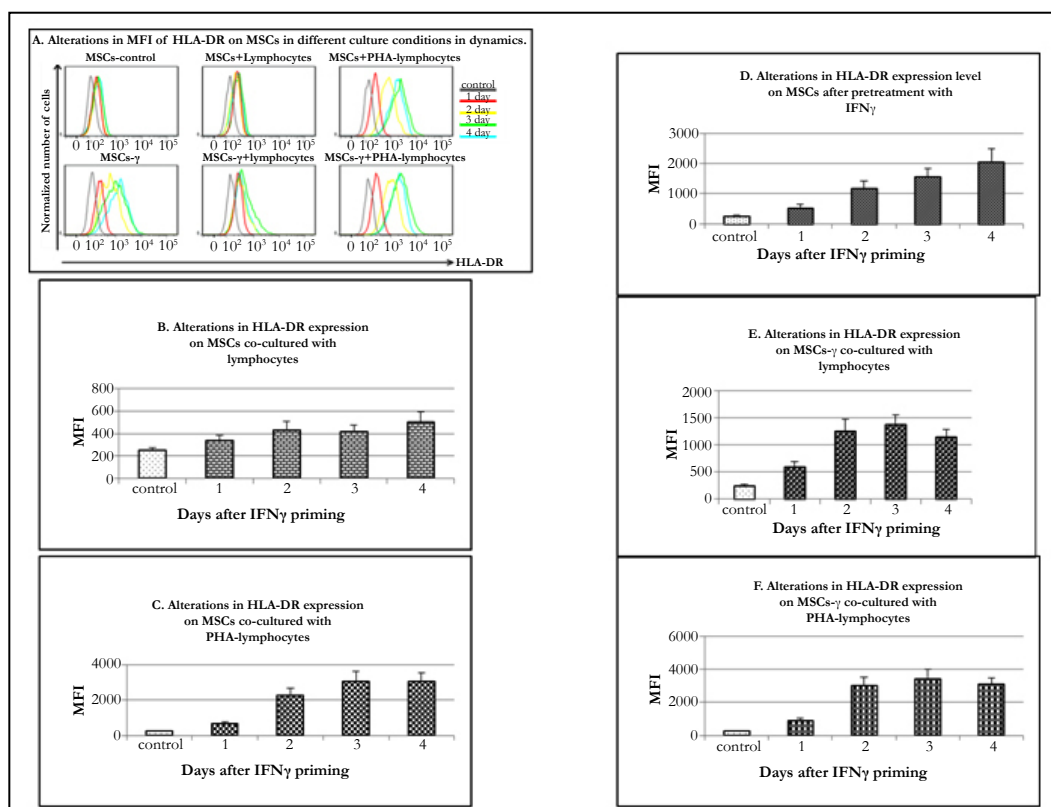 A. Alterations in MFI of HLA-DR on MSCs in different culture conditions in dynamics.
MSCs-control MSCs+Lymphocytes MSCs+PHA-lymphocytes
control
1 day
2 day
3 day
4 day
0 10² 10³ 10⁴ 10⁵ 0 10² 10³ 10⁴ 10⁵ 0 10² 10³ 10⁴ 10⁵
MSCs-γ MSCs-γ+lymphocytes MSCs-γ+PHA-lymphocytes
0 10² 10³ 10⁴ 10⁵ 0 10² 10³ 10⁴ 10⁵ 0 10² 10³ 10⁴ 10⁵
Normalized number of cells
HLA-DR
B. Alterations in HLA-DR expression
on MSCs co-cultured with
lymphocytes
MFI
800
600
400
200
0
control 1 2 3 4
Days after IFNγ priming
C. Alterations in HLA-DR expression
on MSCs co-cultured with
PHA-lymphocytes
MFI
4000
2000
0
control 1 2 3 4
Days after IFNγ priming
D. Alterations in HLA-DR expression level
on MSCs after pretreatment with
IFNγ
MFI
3000
2000
1000
0
control 1 2 3 4
Days after IFNγ priming
E. Alterations in HLA-DR expression
on MSCs-γ co-cultured with
lymphocytes
MFI
2000
1500
1000
500
0
control 1 2 3 4
Days after IFNγ priming
F. Alterations in HLA-DR expression
on MSCs-γ co-cultured with
PHA-lymphocytes
MFI
6000
4000
2000
0
control 1 2 3 4
Days after IFNγ priming